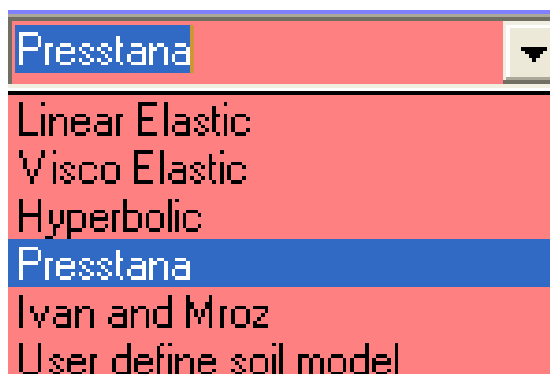 Presstana
Linear Elastic
Visco Elastic
Hyperbolic
Presstana
Ivan and Mroz
User define soil model